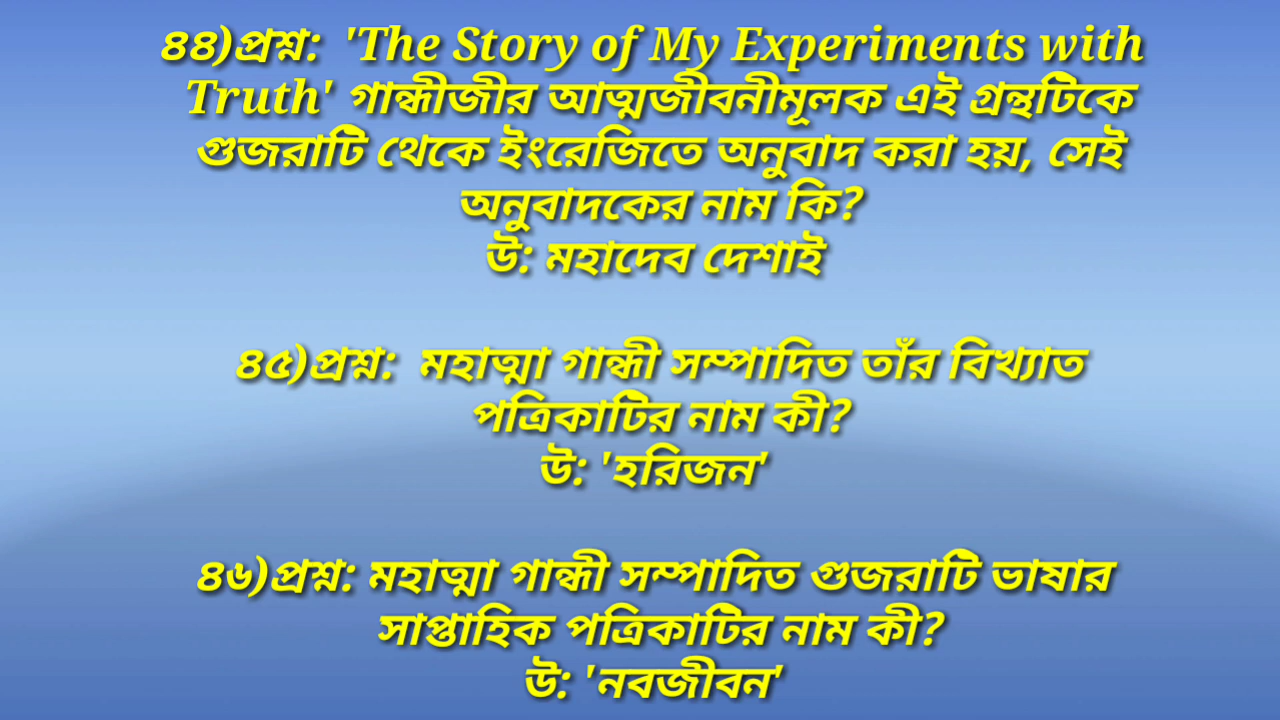 ৪৪)প্রশ্ন: 'The Story of My Experiments with
Truth' গান্ধীজীর আত্মজীবনীমূলক এই গ্রন্থটিকে
গুজরাটি থেকে ইংরেজিতে অনুবাদ করা হয়, সেই
অনুবাদকের নাম কি?
উ: মহাদেব দেশাই
৪৫)প্রশ্ন: মহাত্মা গান্ধী সম্পাদিত তাঁর বিখ্যাত
পত্রিকাটির নাম কী?
উ: 'হরিজন'
৪৬)প্রশ্ন: মহাত্মা গান্ধী সম্পাদিত গুজরাটি ভাষার
সাপ্তাহিক পত্রিকাটির নাম কী?
উ: 'নবজীবন'